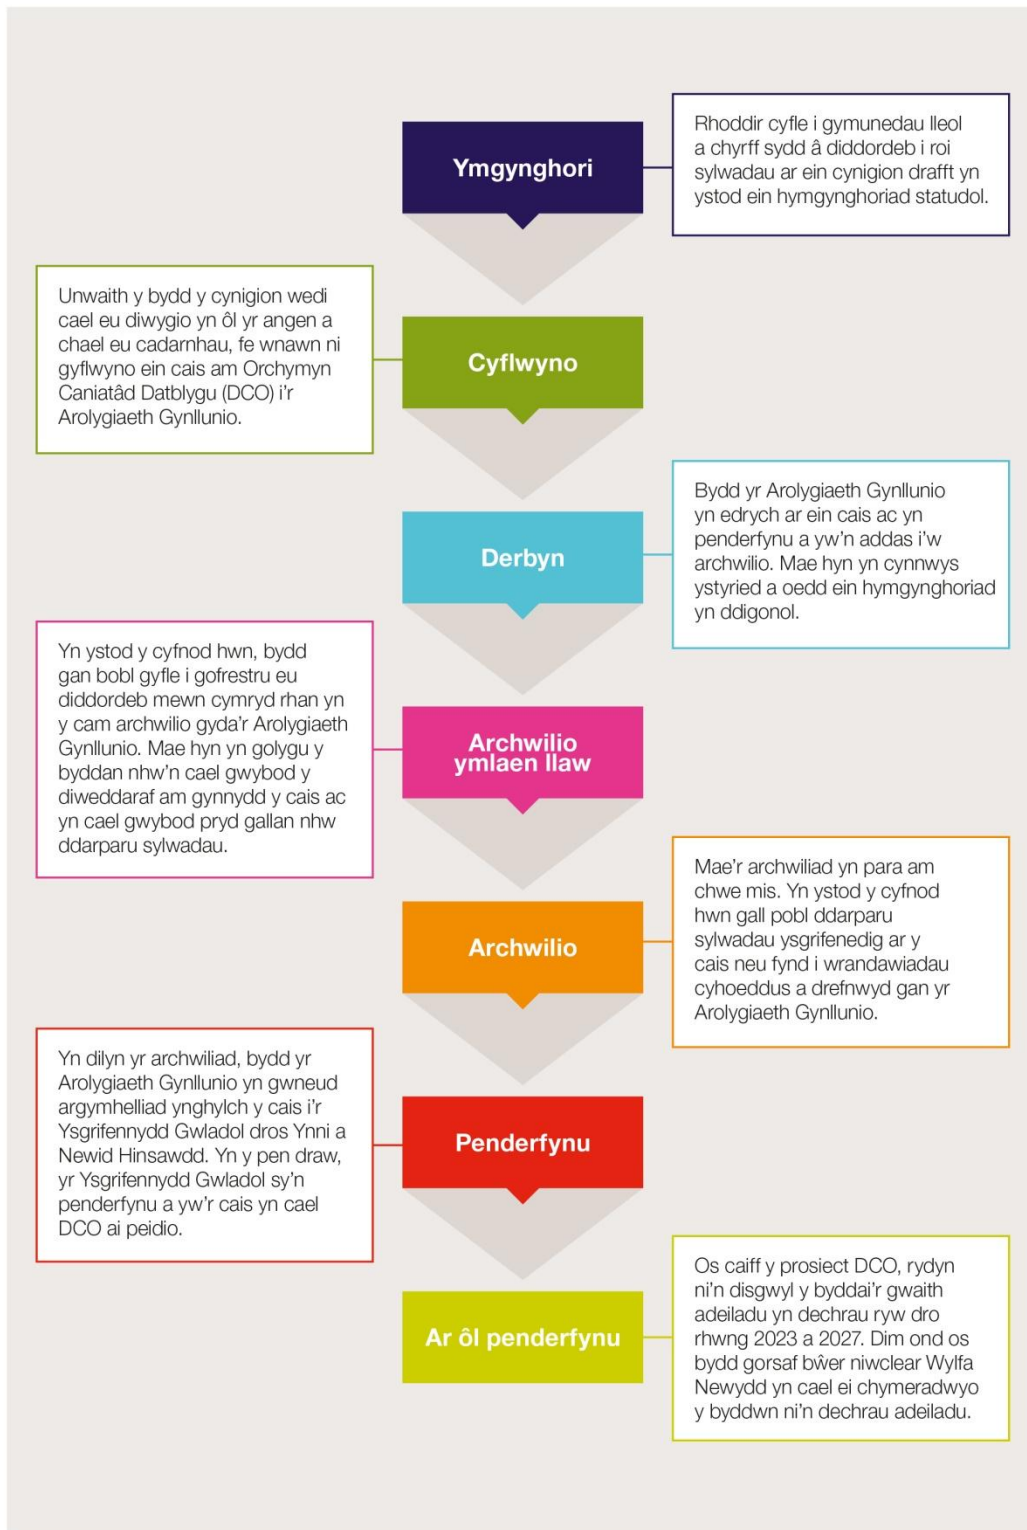 Ymgynghori
Rhoddir cyfle i gymunedau lleol
a chyrff sydd â diddordeb i roi
sylwadau ar ein cynigion drafft yn
ystod ein hymgynghoriad statudol.
Unwaith y bydd y cynigion wedi
cael eu diwygio yn ôl yr angen a
chael eu cadarnhau, fe wnawn ni
gyflwyno ein cais am Orchymyn
Caniatâd Datblygu (DCO) i'r
Arolygiaeth Gynllunio.
Cyflwyno
Derbyn
Bydd yr Arolygiaeth Gynllunio
yn edrych ar ein cais ac yn
penderfynu a yw'n addas i'w
archwilio. Mae hyn yn cynnwys
ystyried a oedd ein hymgynghoriad
yn ddigonol.
Yn ystod y cyfnod hwn, bydd
gan bobl gyfle i gofrestru eu
diddordeb mewn cymryd rhan yn
y cam archwilio gyda'r Arolygiaeth
Gynllunio. Mae hyn yn golygu y
byddan nhw'n cael gwybod y
diweddaraf am gynnydd y cais ac
yn cael gwybod pryd gallan nhw
ddarparu sylwadau.
Archwilio
ymlaen llaw
Archwilio
Mae'r archwiliad yn para am
chwe mis. Yn ystod y cyfnod
hwn gall pobl ddarparu
sylwadau ysgrifenedig ar y
cais neu fynd i wrandawiadau
cyhoeddus a drefnwyd gan yr
Arolygiaeth Gynllunio.
Yn dilyn yr archwiliad, bydd yr
Arolygiaeth Gynllunio yn gwneud
argymhelliad ynghylch y cais i'r
Ysgrifennydd Gwladol dros Ynni a
Newid Hinsawdd. Yn y pen draw,
yr Ysgrifennydd Gwladol sy'n
penderfynu a yw'r cais yn cael
DCO ai peidio.
Penderfynu
Ar ôl penderfynu
Os caiff y prosiect DCO, rydyn
ni'n disgwyl y byddai'r gwaith
adeiladu yn dechrau ryw dro
rhwng 2023 a 2027. Dim ond os
bydd gorsaf bŵer niwclear Wylfa
Newydd yn cael ei chymeradwyo
y byddwn ni'n dechrau adeiladu.